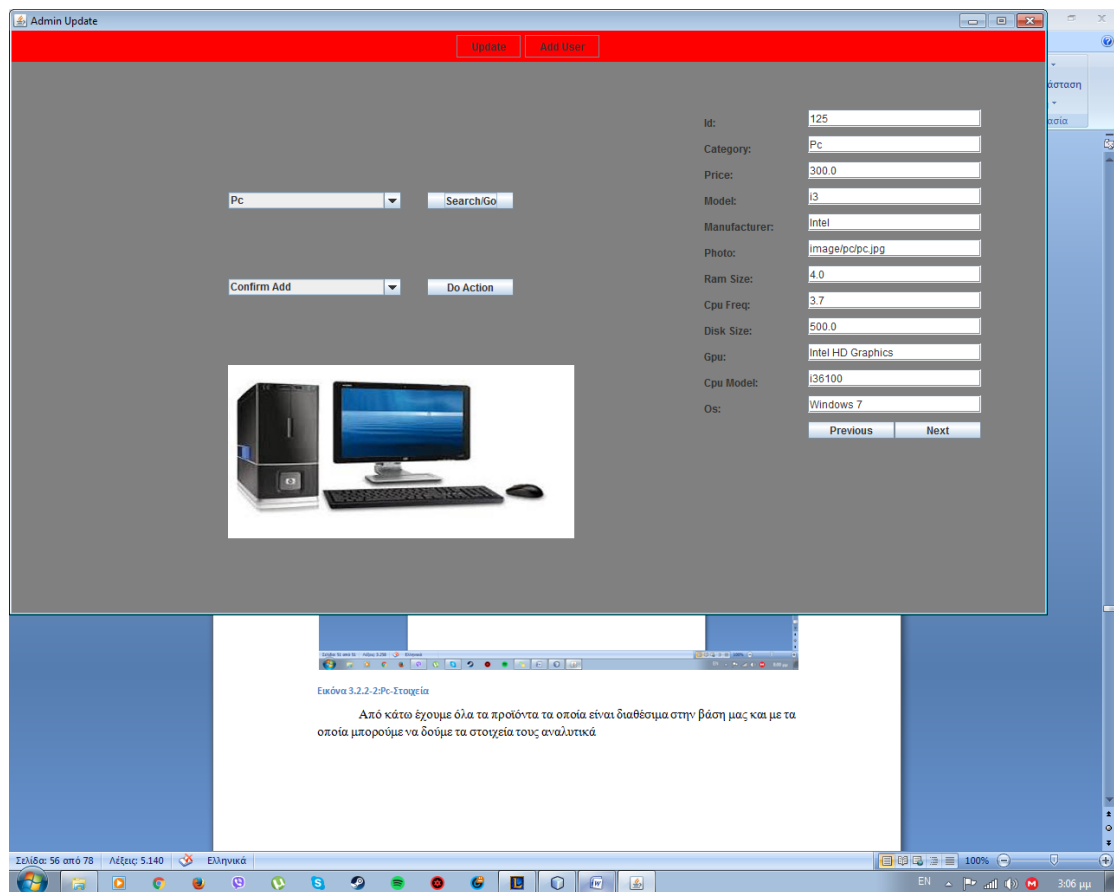 Admin Update
Update Add User
Id: 125
Category: Pc
Price: 300.0
Model: i3
Manufacturer: Intel
Photo: image/pc/pc.jpg
Ram Size: 4.0
Cpu Freq: 3.7
Disk Size: 500.0
Gpu: Intel HD Graphics
Cpu Model: i36100
Os: Windows 7
Previous Next
Pc Search/Go
Confirm Add Do Action
άσταση
ασία
Εικόνα 3.2.2-2:Pc-Στοιχεία
Από κάτω έχουμε όλα τα προϊόντα τα οποία είναι διαθέσιμα στην βάση μας και με τα
οποία μπορούμε να δούμε τα στοιχεία τους αναλυτικά
Σελίδα: 56 από 78 Λέξεις: 5.140 Ελληνικά 100%
EN 3:06 μμ